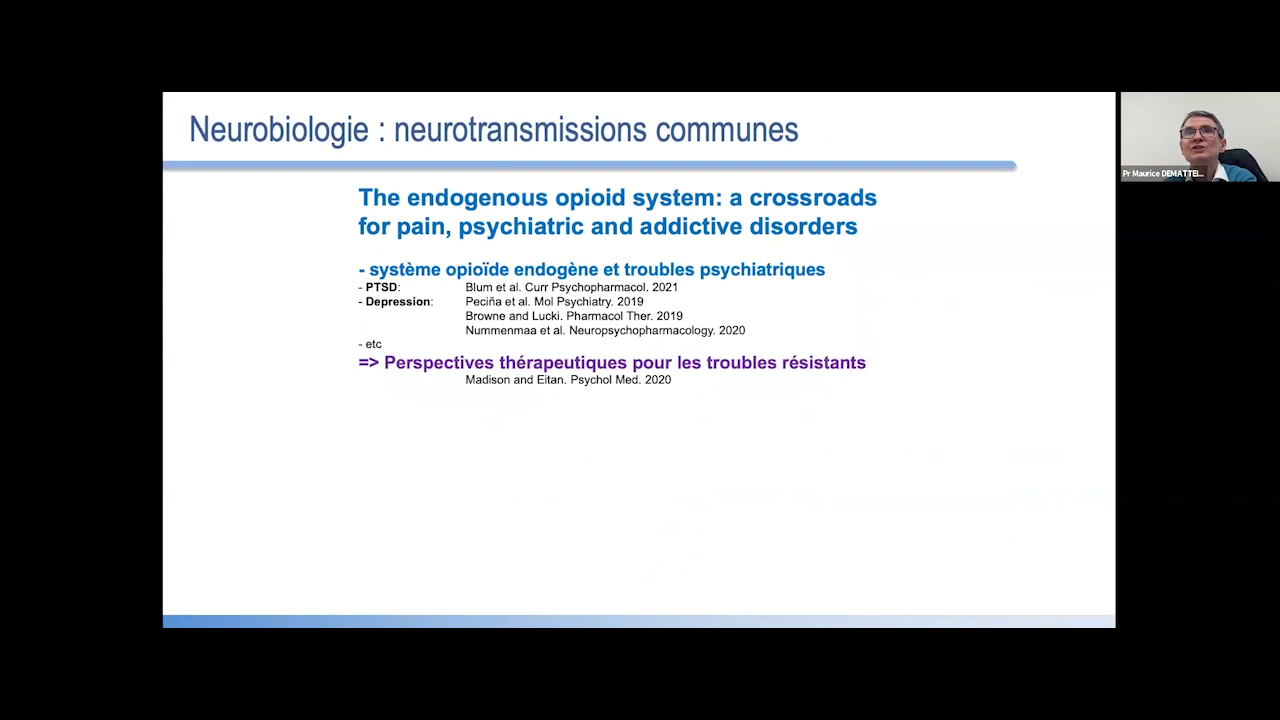 Neurobiologie : neurotransmissions communes
Pr Maurice DEMATTEI...
The endogenous opioid system: a crossroads
for pain, psychiatric and addictive disorders
- système opioïde endogène et troubles psychiatriques
- PTSD: Blum et al. Curr Psychopharmacol. 2021
- Depression: Peciña et al. Mol Psychiatry. 2019
Browne and Lucki. Pharmacol Ther. 2019
Nummenmaa et al. Neuropsychopharmacology. 2020
- etc
=> Perspectives thérapeutiques pour les troubles résistants
Madison and Eitan. Psychol Med. 2020